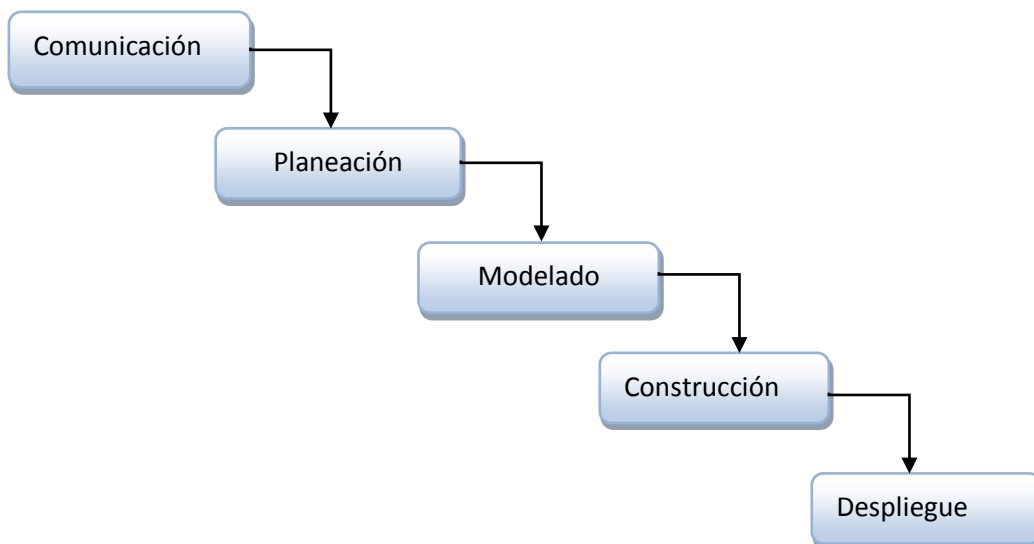 Comunicación
Planeación
Modelado
Construcción
Despliegue